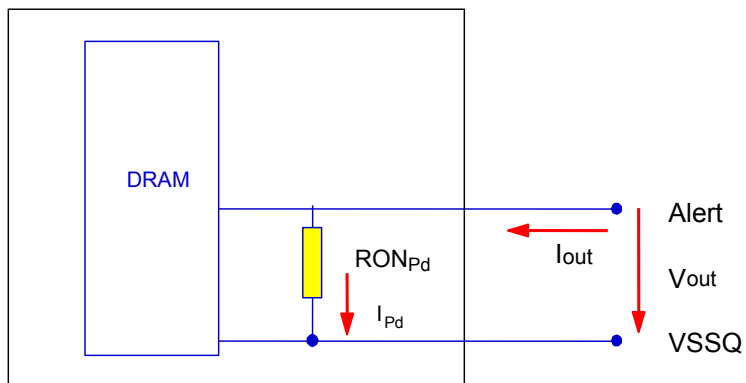 DRAM
Alert
Iout
RONPd
Vout
IPd
VSSQ